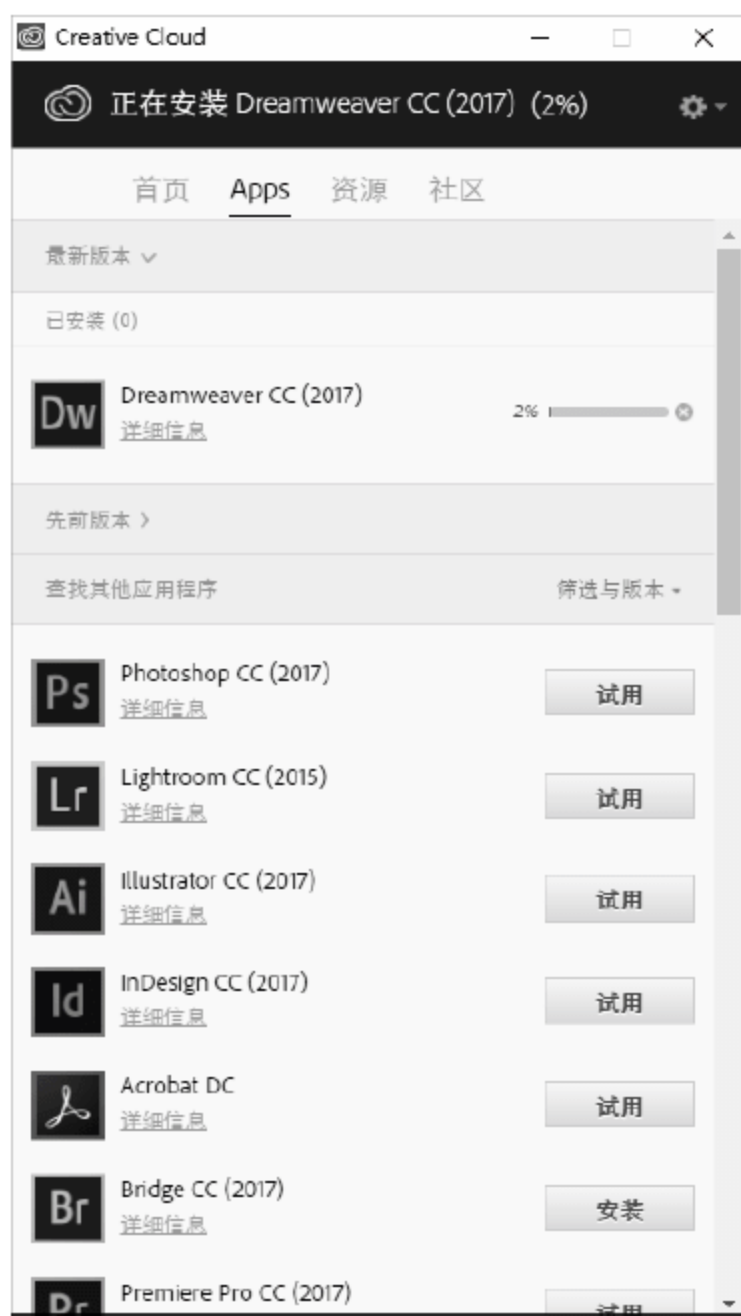 Creative Cloud
正在安装 Dreamweaver CC (2017) (2%)
首页 Apps 资源 社区
最新版本
已安装 (0)
Dw Dreamweaver CC (2017) 2%
详细信息
先前版本
查找其他应用程序 筛选与版本
Ps Photoshop CC (2017) 试用
详细信息
Lr Lightroom CC (2015) 试用
详细信息
Ai Illustrator CC (2017) 试用
详细信息
Id InDesign CC (2017) 试用
详细信息
Acrobat DC 试用
详细信息
Br Bridge CC (2017) 安装
详细信息
Pr Premiere Pro CC (2017) 试用